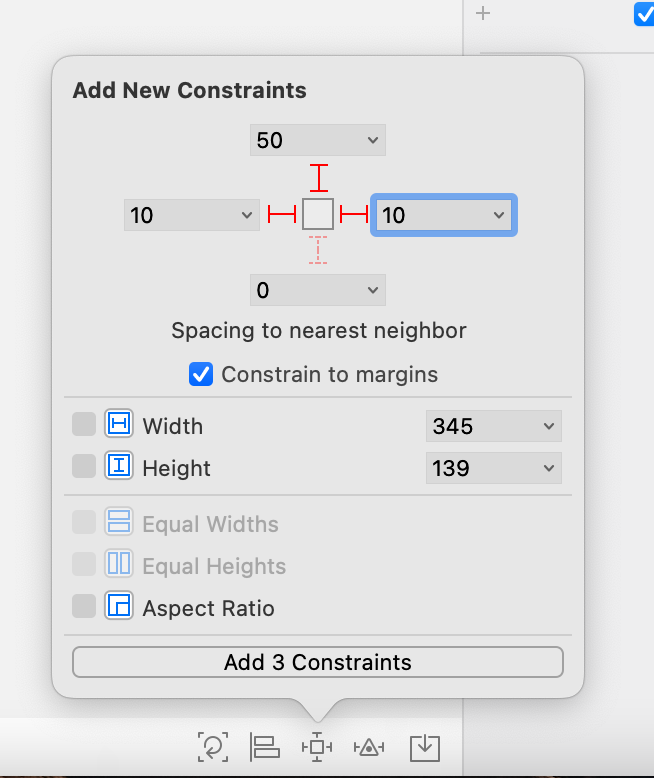 Add New Constraints
50
10
10
0
Spacing to nearest neighbor
Constrain to margins
Width
345
Height
139
Equal Widths
Equal Heights
Aspect Ratio
Add 3 Constraints